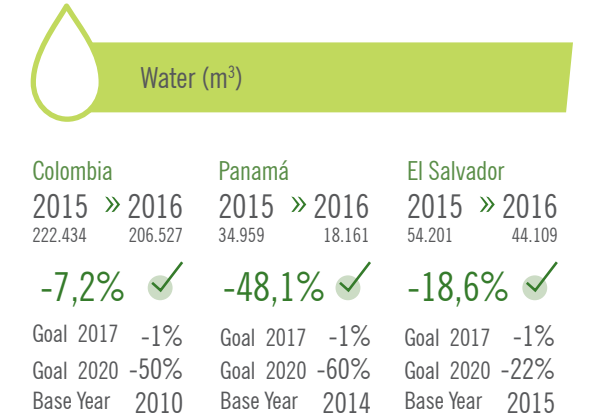 Water (m³)
Colombia
2015 » 2016
222.434 206.527
-7,2%
Goal 2017 -1%
Goal 2020 -50%
Base Year 2010
Panamá
2015 » 2016
34.959 18.161
-48,1%
Goal 2017 -1%
Goal 2020 -60%
Base Year 2014
El Salvador
2015 » 2016
54.201 44.109
-18,6%
Goal 2017 -1%
Goal 2020 -22%
Base Year 2015